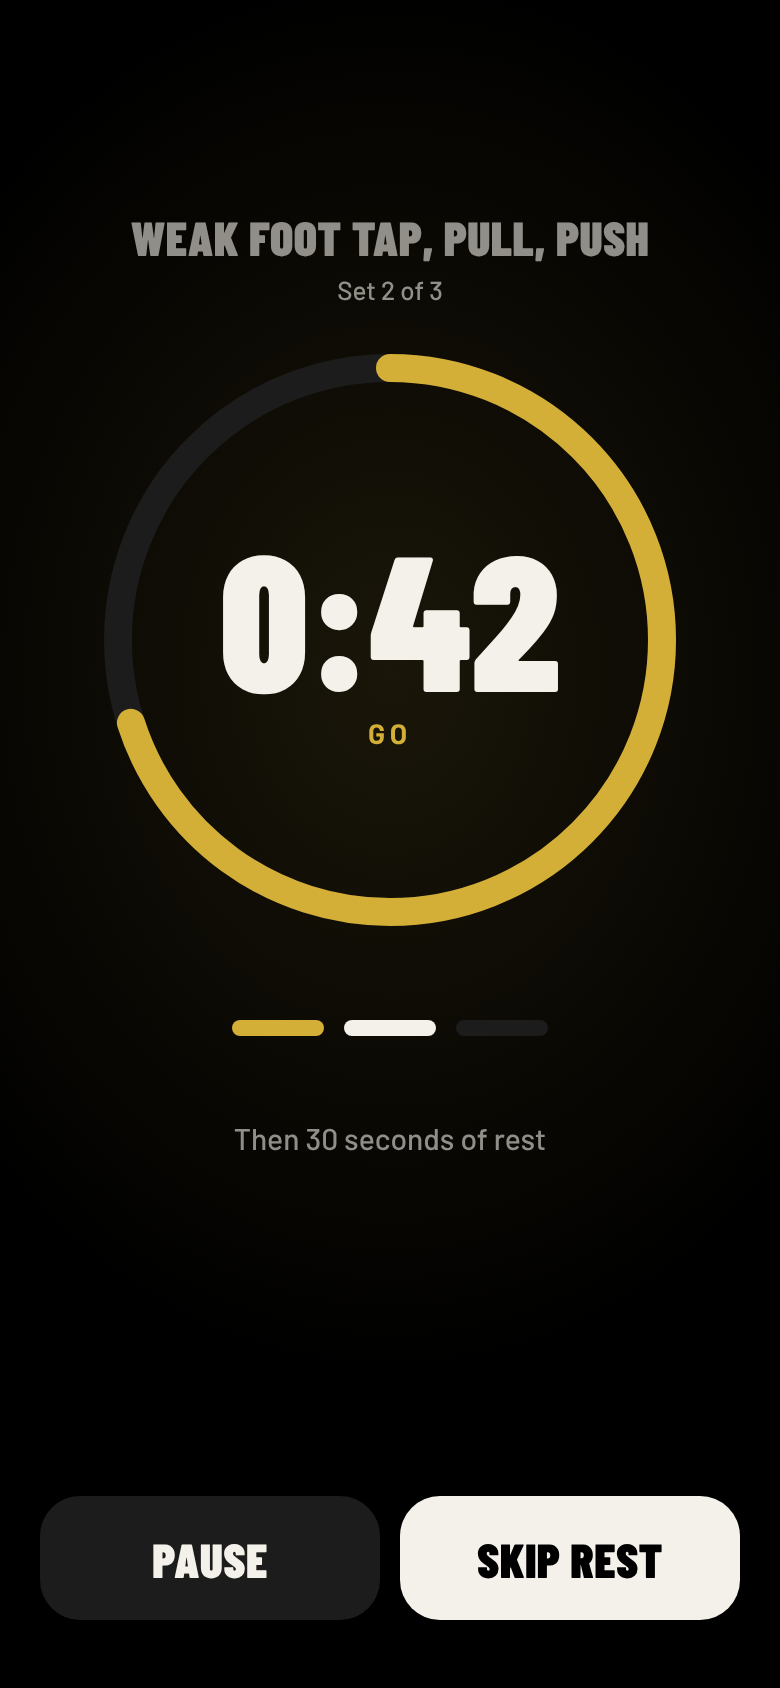 WEAK FOOT TAP, PULL, PUSH
Set 2 of 3
0:42
GO
Then 30 seconds of rest
PAUSE
SKIP REST